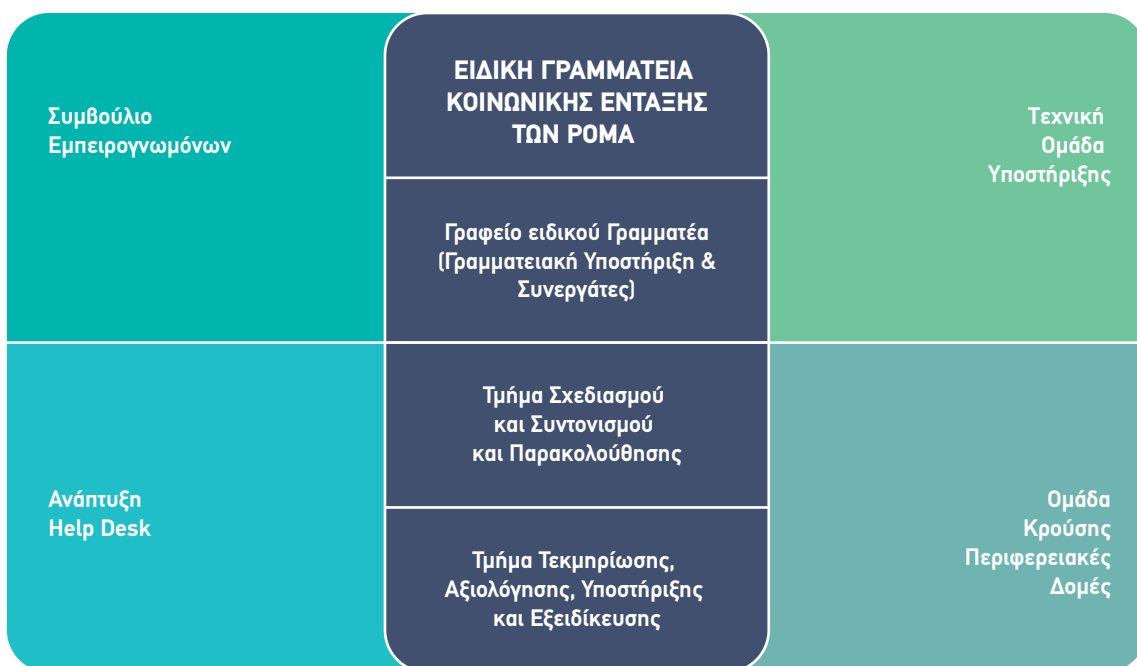 Συμβούλιο
Εμπειρογνωμόνων
ΕΙΔΙΚΗ ΓΡΑΜΜΑΤΕΙΑ
ΚΟΙΝΩΝΙΚΗΣ ΕΝΤΑΞΗΣ
ΤΩΝ ΡΟΜΑ
Τεχνική
Ομάδα
Υποστήριξης
Γραφείο ειδικού Γραμματέα
(Γραμματειακή Υποστήριξη &
Συνεργάτες)
Τμήμα Σχεδιασμού
και Συντονισμού
και Παρακολούθησης
Ανάπτυξη
Help Desk
Τμήμα Τεκμηρίωσης,
Αξιολόγησης, Υποστήριξης
και Εξειδίκευσης
Ομάδα
Κρούσης
Περιφερειακές
Δομές